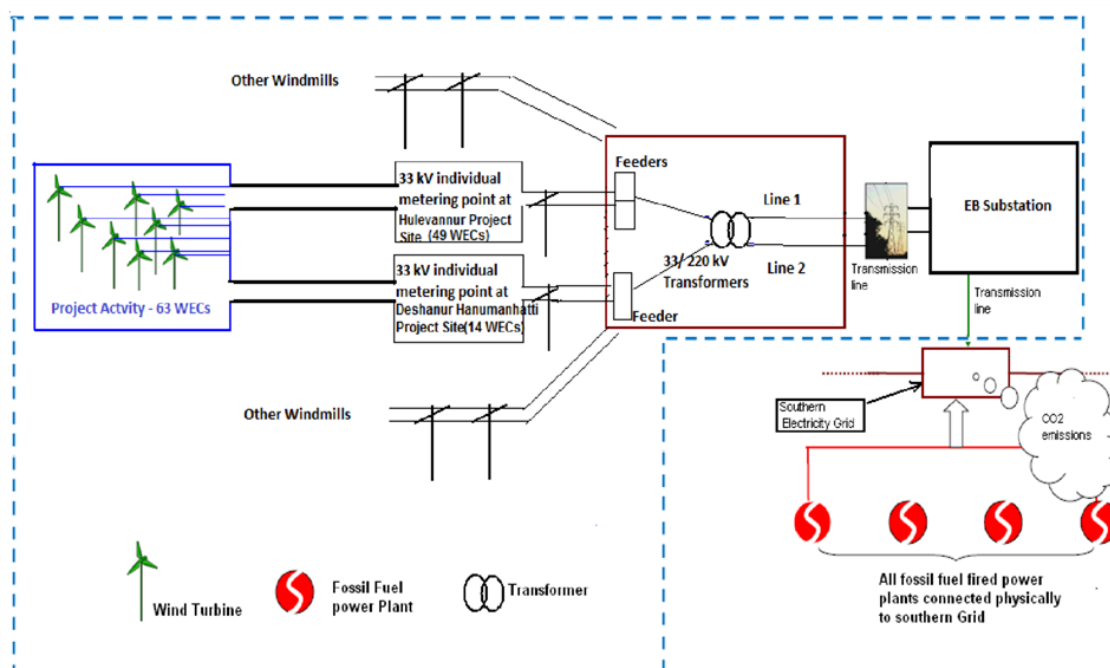 Other Windmills
33 kV individual
metering point at
Hulevannur Project
Site (49 WECs)
Feeders
Line 1
EB Substation
33/ 220 kV
Transformers
Line 2
Transmission
line
Project Actvity - 63 WECs
33 kV individual
metering point at
Deshanur Hanumanhatti
Project Site(14 WECs)
Feeder
Transmission
line
Other Windmills
Southern
Electricity Grid
CO2
emissions
All fossil fuel fired power
plants connected physically
to southern Grid
Wind Turbine
Fossil Fuel
power Plant
Transformer